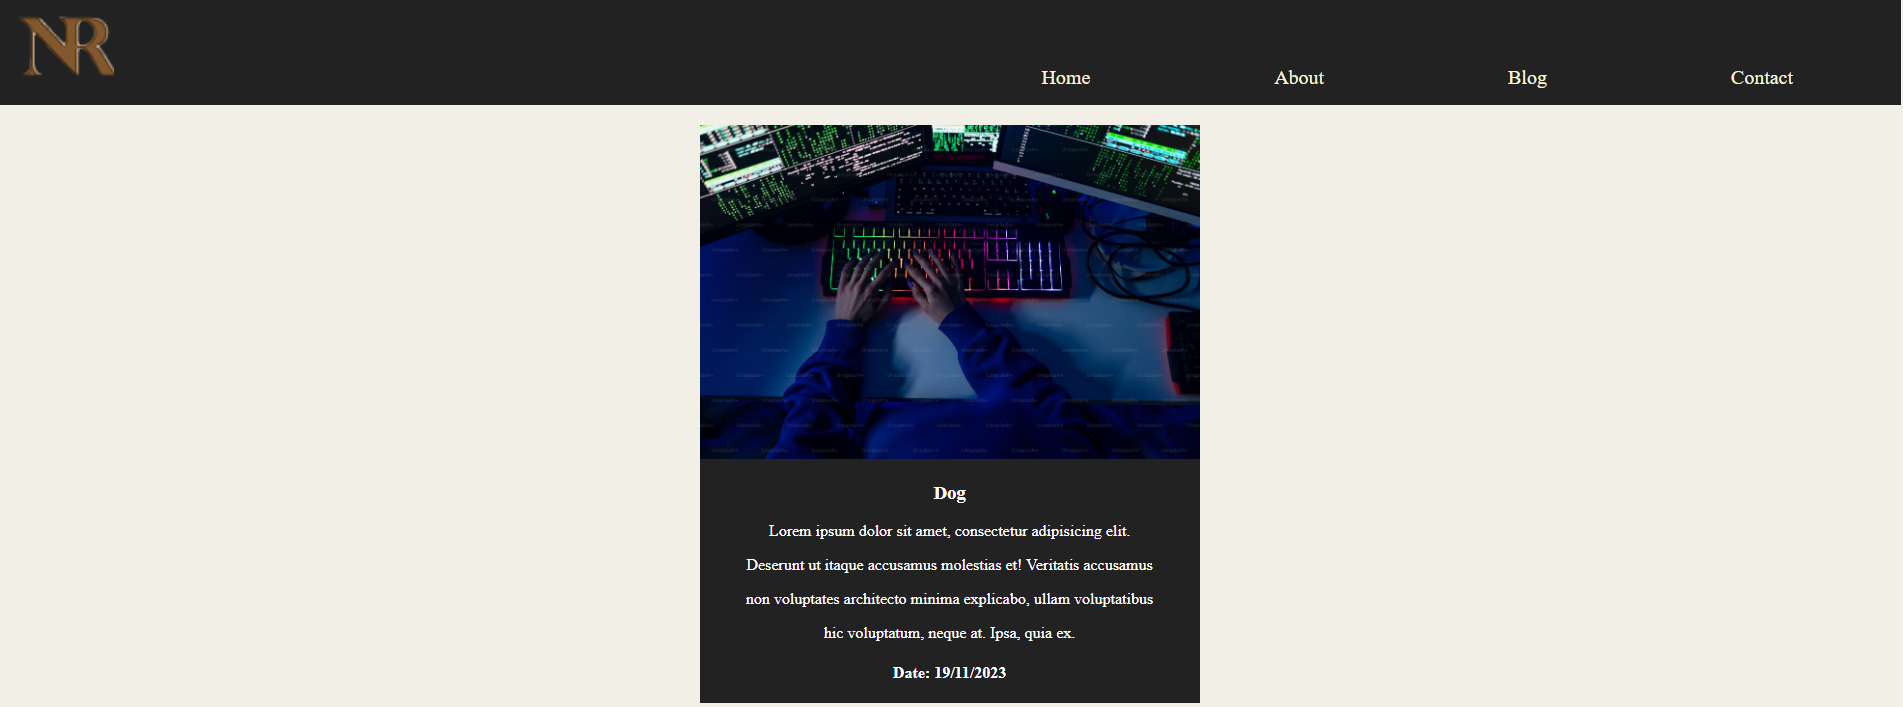 NR
Home About Blog Contact
Dog
Lorem ipsum dolor sit amet, consectetur adipisicing elit.
Deserunt ut itaque accusamus molestias et! Veritatis accusamus
non voluptates architecto minima explicabo, ullam voluptatibus
hic voluptatum, neque at. Ipsa, quia ex.
Date: 19/11/2023